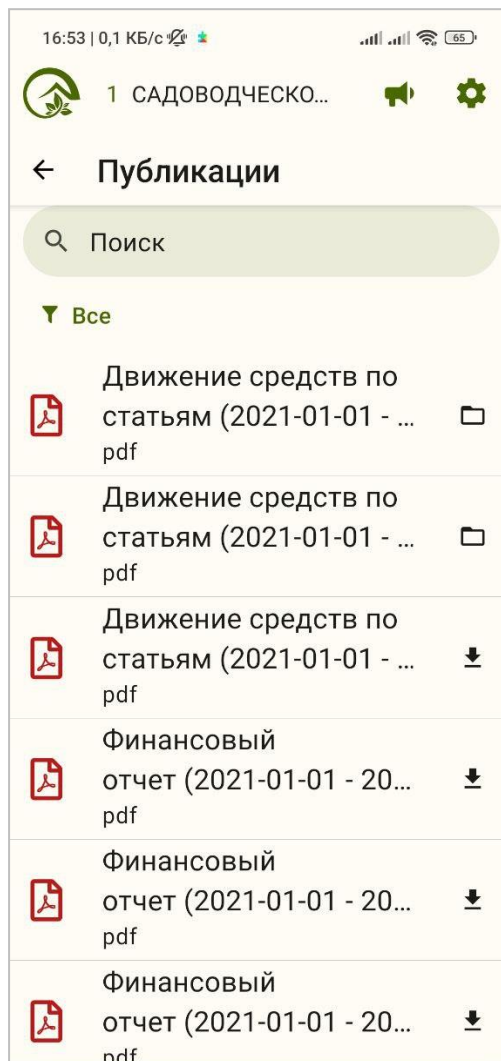 16:53 | 0,1 КБ/с
65
1 САДОВОДЧЕСКО...
Публикации
Поиск
Все
Движение средств по
статьям (2021-01-01 - ...
pdf
Движение средств по
статьям (2021-01-01 - ...
pdf
Движение средств по
статьям (2021-01-01 - ...
pdf
Финансовый
отчет (2021-01-01 - 20...
pdf
Финансовый
отчет (2021-01-01 - 20...
pdf
Финансовый
отчет (2021-01-01 - 20...
pdf